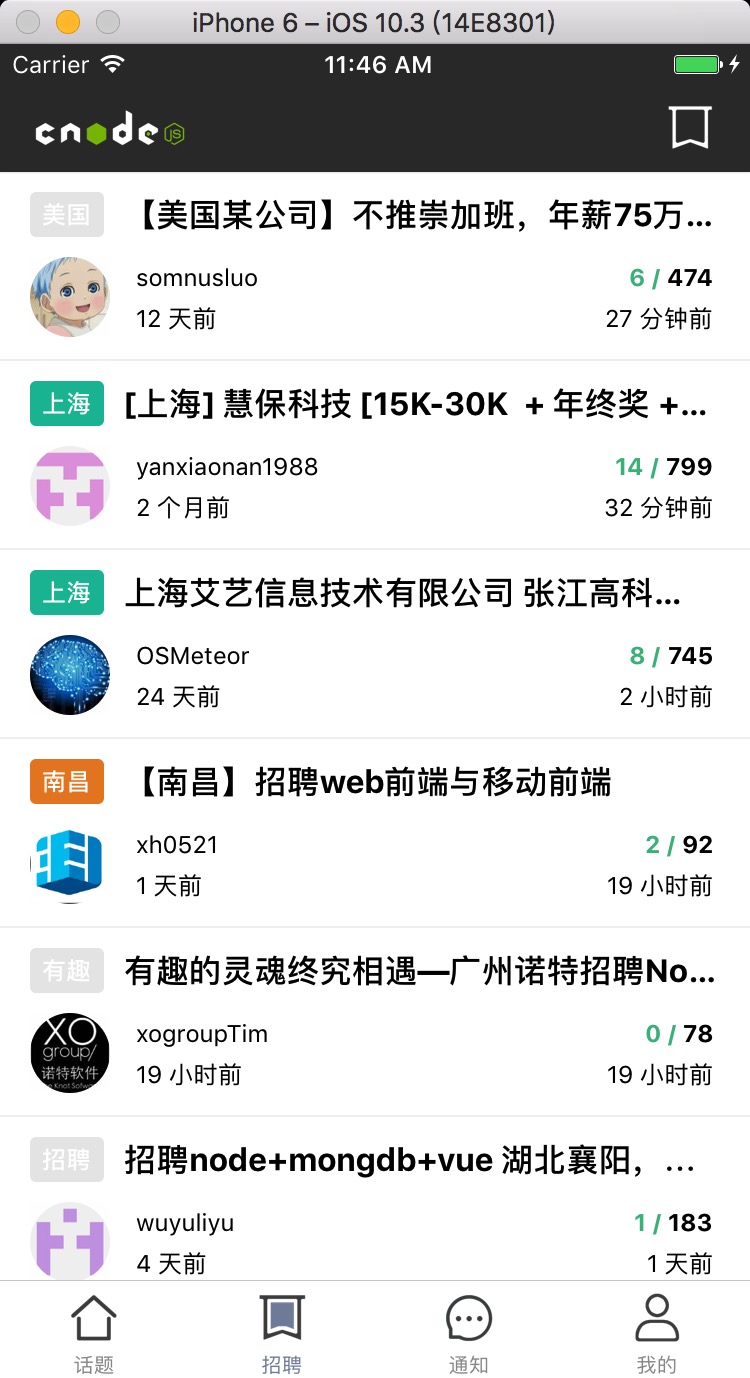 iPhone 6 – iOS 10.3 (14E8301)
Carrier 11:46 AM
cnode JS
美国 【美国某公司】不推崇加班，年薪75万...
somnusluo 6 / 474
12 天前 27 分钟前
上海 [上海] 慧保科技 [15K-30K + 年终奖 +...
yanxiaonan1988 14 / 799
2 个月前 32 分钟前
上海 上海艾艺信息技术有限公司 张江高科...
OSMeteor 8 / 745
24 天前 2 小时前
南昌 【南昌】招聘web前端与移动前端
xh0521 2 / 92
1 天前 19 小时前
有趣 有趣的灵魂终究相遇—广州诺特招聘No...
XO
group/
诺特软件
xogroupTim 0 / 78
19 小时前 19 小时前
招聘 招聘node+mongdb+vue 湖北襄阳，...
wuyuliyu 1 / 183
4 天前 1 天前
话题 招聘 通知 我的